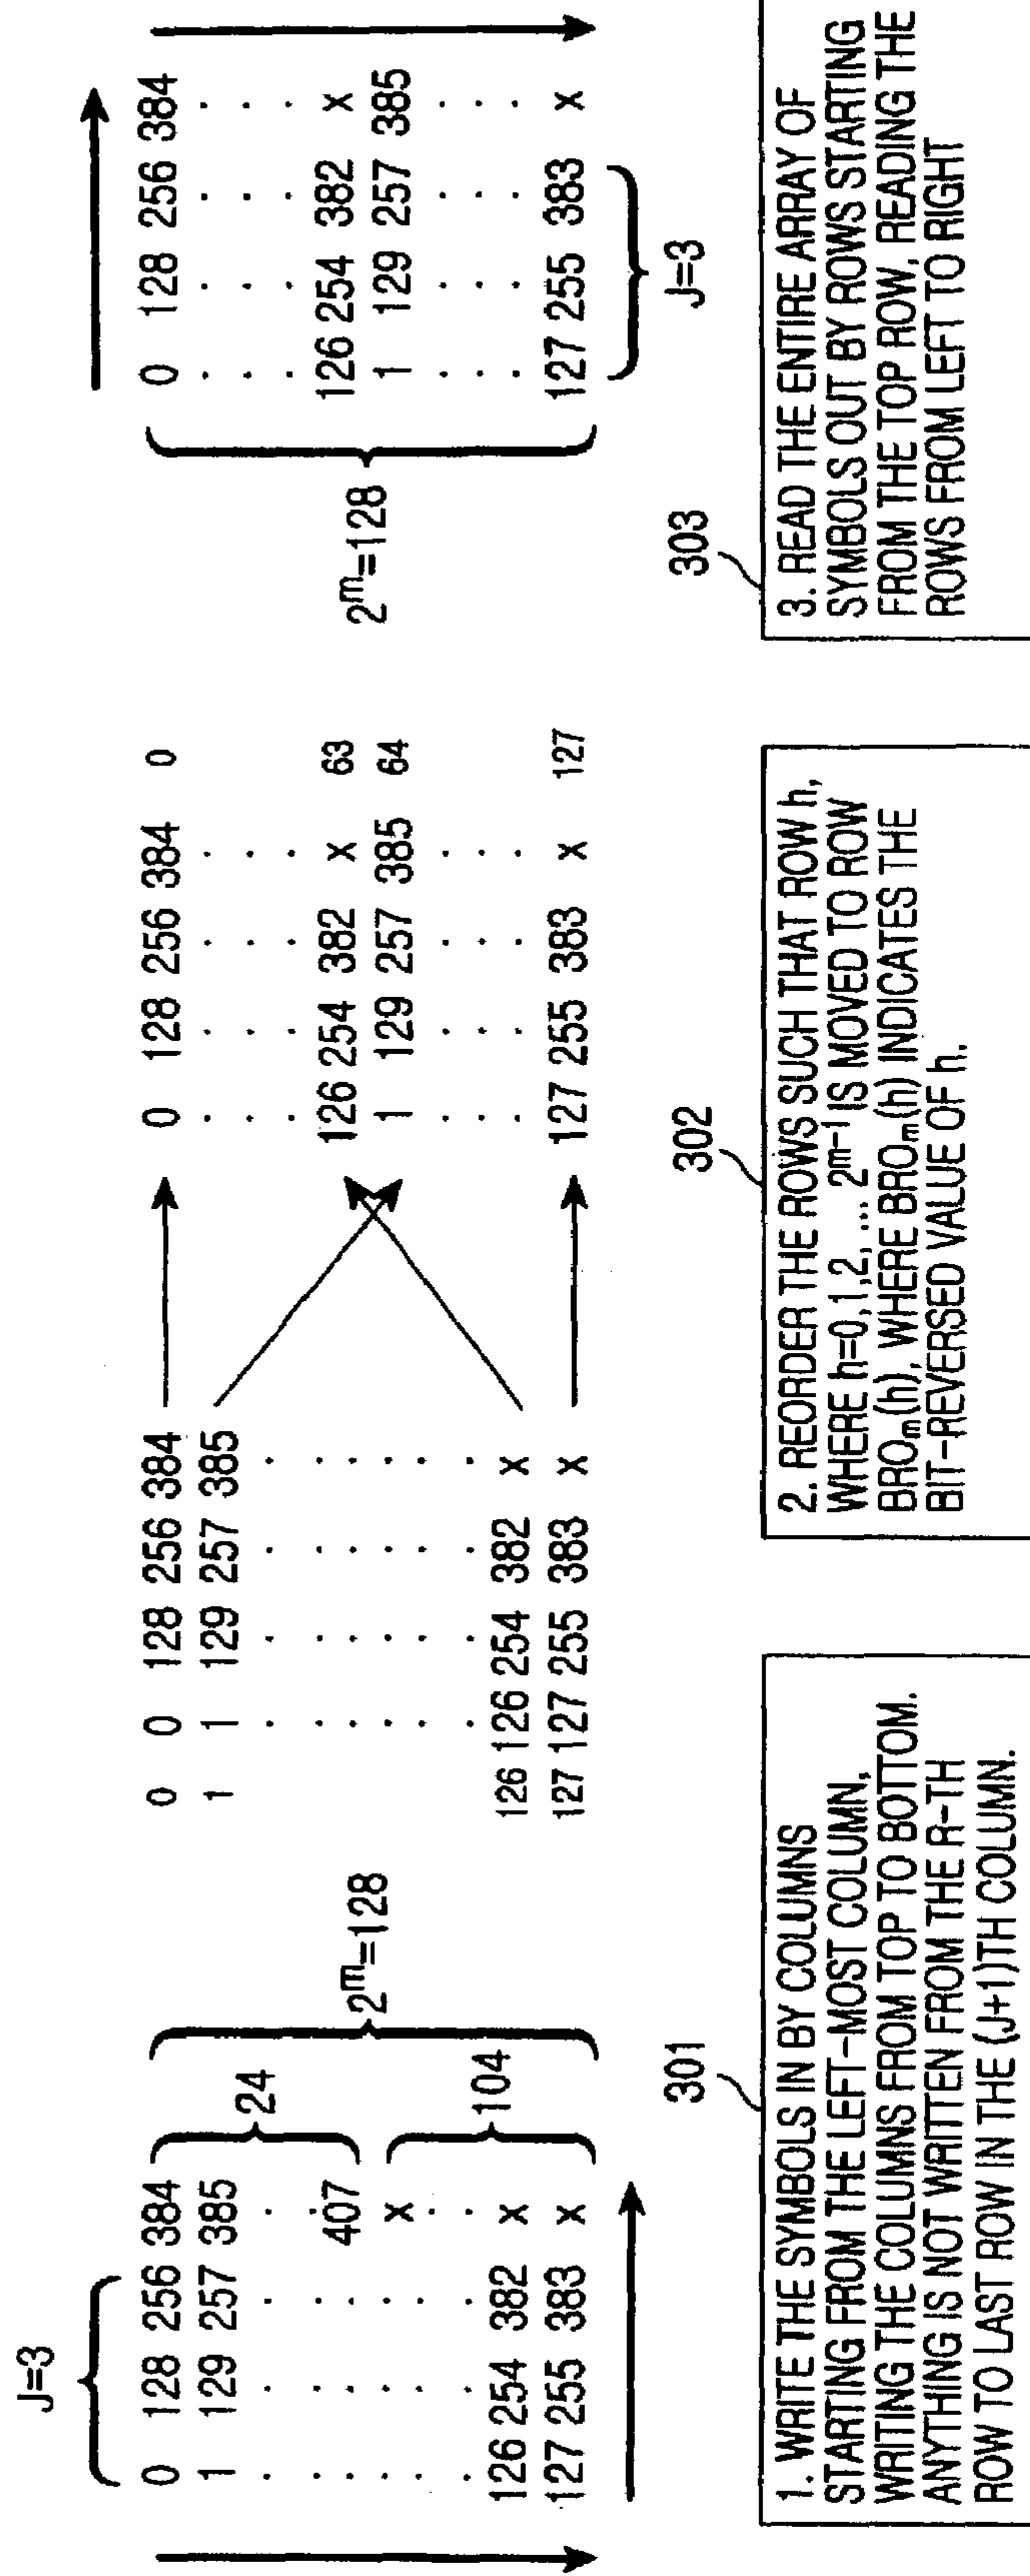 J=3
0 128 256 384
1 129 257 385
. . . .
. . . 407
. . . x
. . . .
126 254 382 x
127 255 383 x
24
104
2^m=128
301
1. WRITE THE SYMBOLS IN BY COLUMNS
STARTING FROM THE LEFT-MOST COLUMN,
WRITING THE COLUMNS FROM TOP TO BOTTOM.
ANYTHING IS NOT WRITTEN FROM THE R-TH
ROW TO LAST ROW IN THE (J+1)TH COLUMN.
0 0 128 256 384
1 1 129 257 385
. . . .
. . . .
. . . .
. . . .
. . . .
126 126 254 382 x
127 127 255 383 x
0 128 256 384 0
. . . .
. . . .
. . . .
126 254 382 x 63
1 129 257 385 64
. . . .
. . . .
. . . .
127 255 383 x 127
302
2. REORDER THE ROWS SUCH THAT ROW h,
WHERE h=0,1,2, ... 2^m-1 IS MOVED TO ROW
BROm(h), WHERE BROm(h) INDICATES THE
BIT-REVERSED VALUE OF h.
2^m=128
0 128 256 384
. . . .
. . . .
. . . .
126 254 382 x
1 129 257 385
. . . .
. . . .
. . . .
127 255 383 x
J=3
303
3. READ THE ENTIRE ARRAY OF
SYMBOLS OUT BY ROWS STARTING
FROM THE TOP ROW, READING THE
ROWS FROM LEFT TO RIGHT